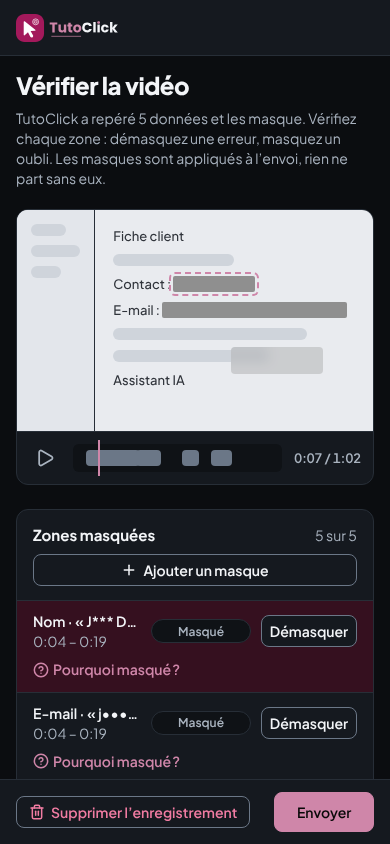 TutoClick
Vérifier la vidéo
TutoClick a repéré 5 données et les masque. Vérifiez
chaque zone : démasquez une erreur, masquez un
oubli. Les masques sont appliqués à l’envoi, rien ne
part sans eux.
Fiche client
Contact :
E-mail :
Assistant IA
0:07 / 1:02
Zones masquées
5 sur 5
+ Ajouter un masque
Nom · « J*** D…
Masqué
Démasquer
0:04 – 0:19
Pourquoi masqué ?
E-mail · « j•••…
Masqué
Démasquer
0:04 – 0:19
Pourquoi masqué ?
Supprimer l’enregistrement
Envoyer